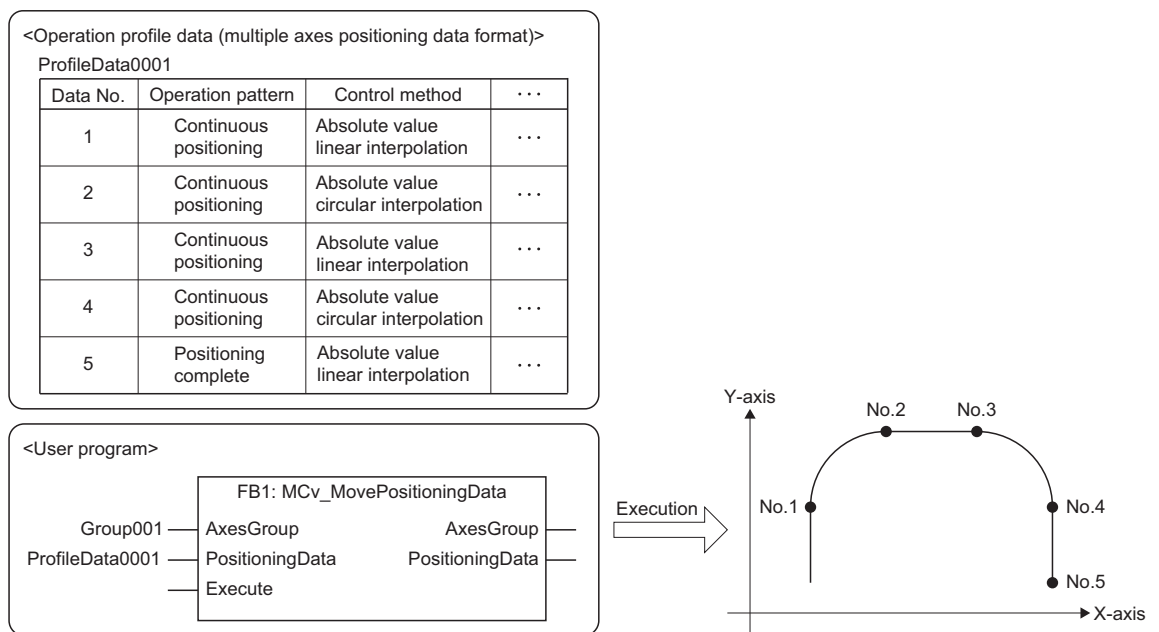 <Operation profile data (multiple axes positioning data format)>
ProfileData0001
Data No. Operation pattern Control method ...
1 Continuous positioning Absolute value linear interpolation ...
2 Continuous positioning Absolute value circular interpolation ...
3 Continuous positioning Absolute value linear interpolation ...
4 Continuous positioning Absolute value circular interpolation ...
5 Positioning complete Absolute value linear interpolation ...
<User program>
FB1: MCv_MovePositioningData
Group001 AxesGroup AxesGroup
ProfileData0001 PositioningData PositioningData
Execute
Execution
Y-axis
No.2 No.3
No.1 No.4
No.5
X-axis